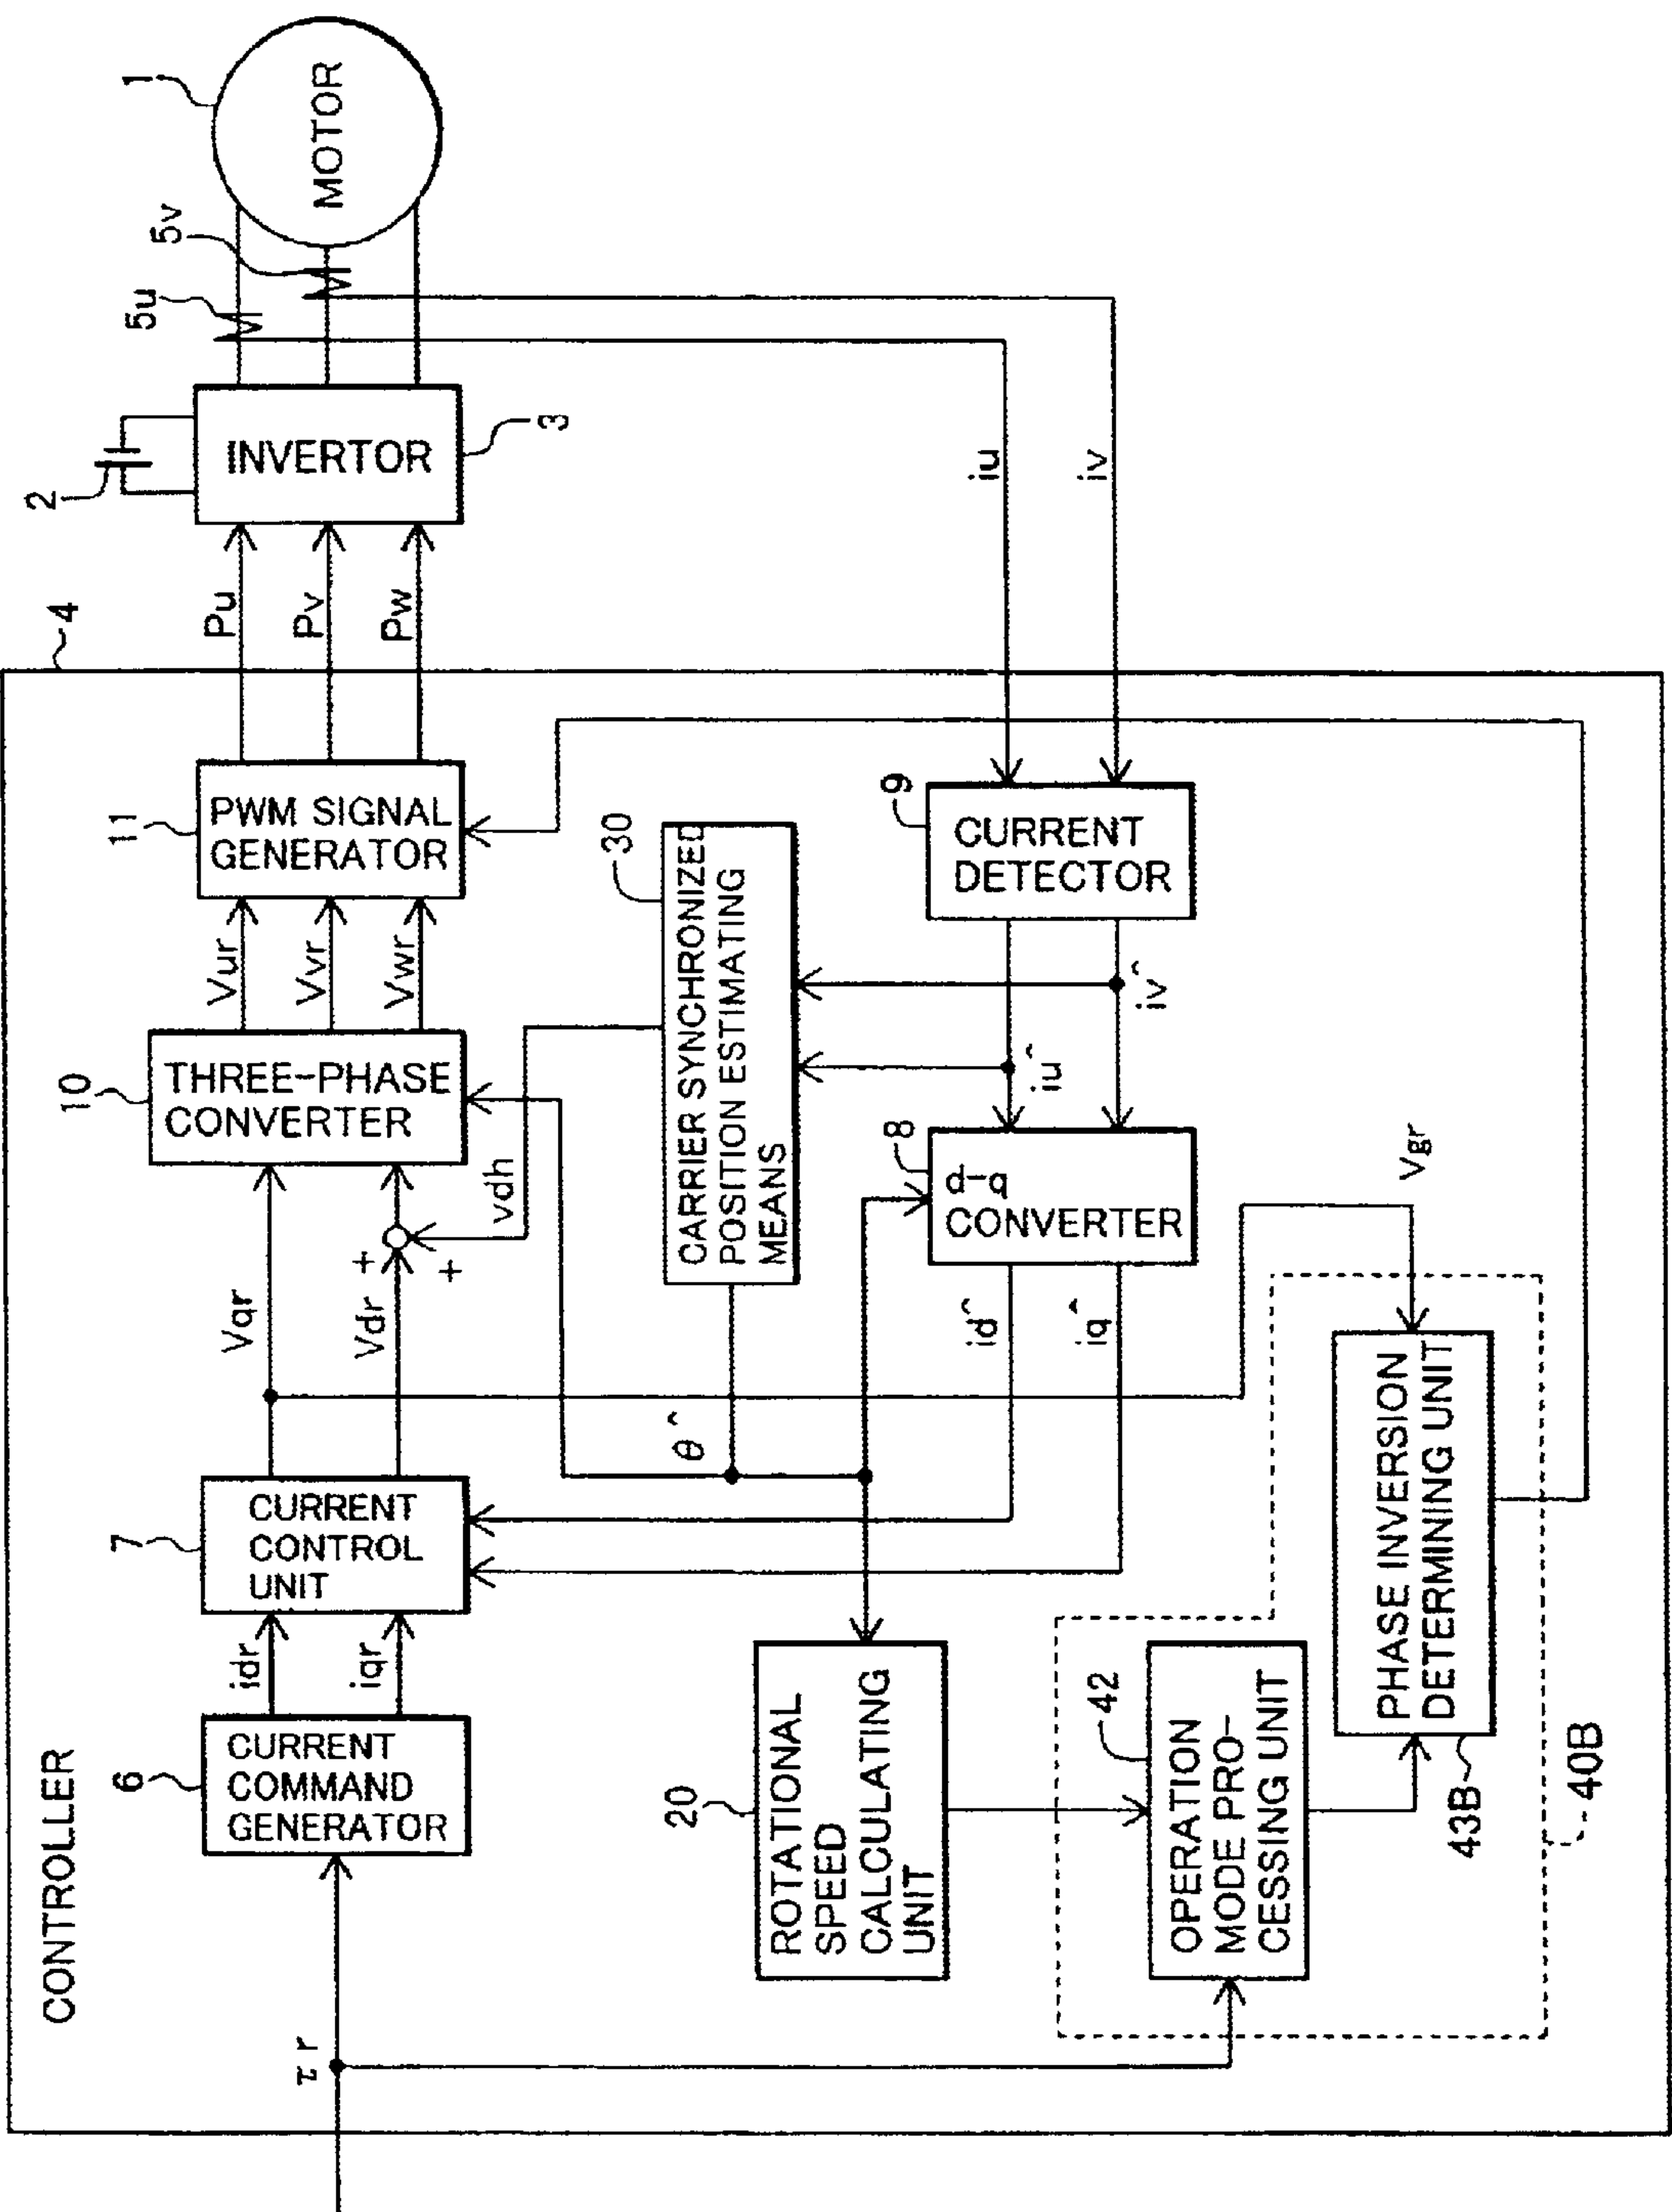 CONTROLLER
4
τr
6
CURRENT
COMMAND
GENERATOR
idr
iqr
7
CURRENT
CONTROL
UNIT
Vqr
Vdr
+
+
vdh
10
THREE-PHASE
CONVERTER
Vur
Vvr
Vwr
11
PWM SIGNAL
GENERATOR
Pu
Pv
Pw
2
INVERTOR
3
5u
5v
1
MOTOR
θ^
30
CARRIER SYNCHRONIZED
POSITION ESTIMATING
MEANS
20
ROTATIONAL
SPEED
CALCULATING
UNIT
id^
iq^
8
d-q
CONVERTER
iu^
iv^
9
CURRENT
DETECTOR
iu
iv
42
OPERATION
MODE PRO-
CESSING UNIT
43B
PHASE INVERSION
DETERMINING UNIT
Vgr
40B